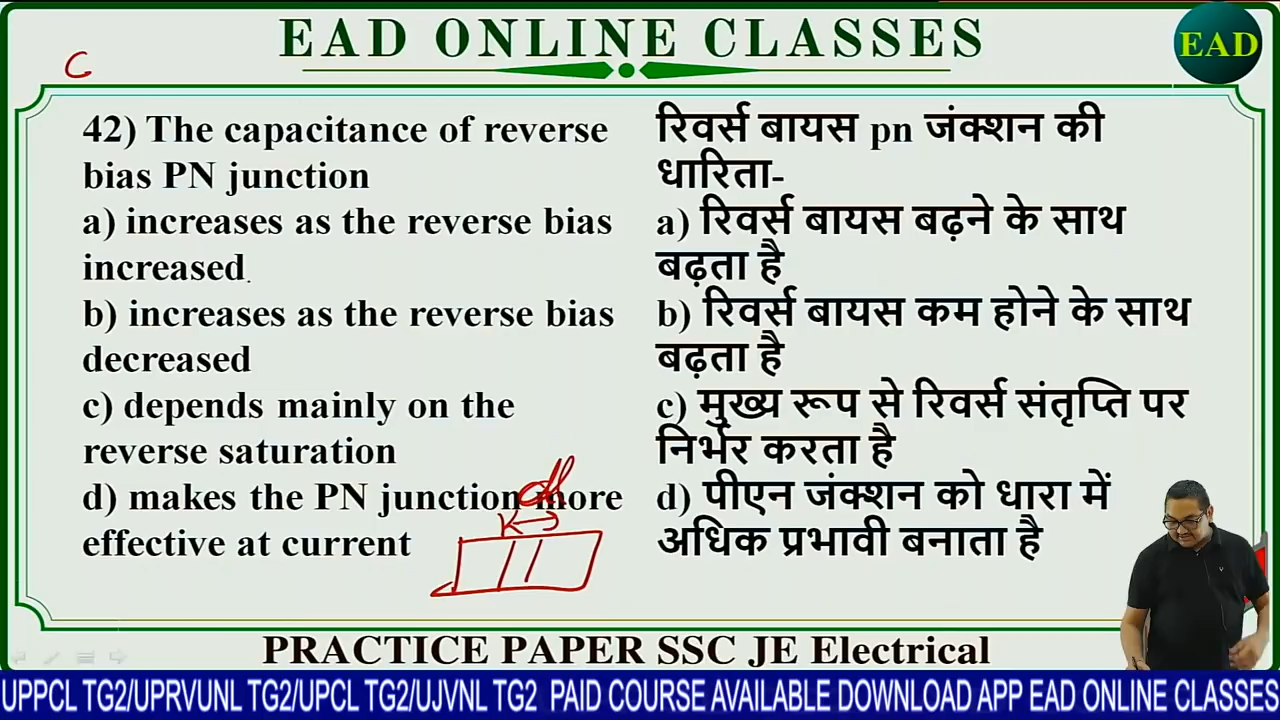 EAD ONLINE CLASSES
EAD
C
42) The capacitance of reverse
bias PN junction
a) increases as the reverse bias
increased.
b) increases as the reverse bias
decreased
c) depends mainly on the
reverse saturation
d) makes the PN junction more
effective at current
d
रिवर्स बायस pn जंक्शन की
धारिता-
a) रिवर्स बायस बढ़ने के साथ
बढ़ता है
b) रिवर्स बायस कम होने के साथ
बढ़ता है
c) मुख्य रूप से रिवर्स संतृप्ति पर
निर्भर करता है
d) पीएन जंक्शन को धारा में
अधिक प्रभावी बनाता है
PRACTICE PAPER SSC JE Electrical
UPPCL TG2/UPRVUNL TG2/UPCL TG2/UJVNL TG2 PAID COURSE AVAILABLE DOWNLOAD APP EAD ONLINE CLASSES